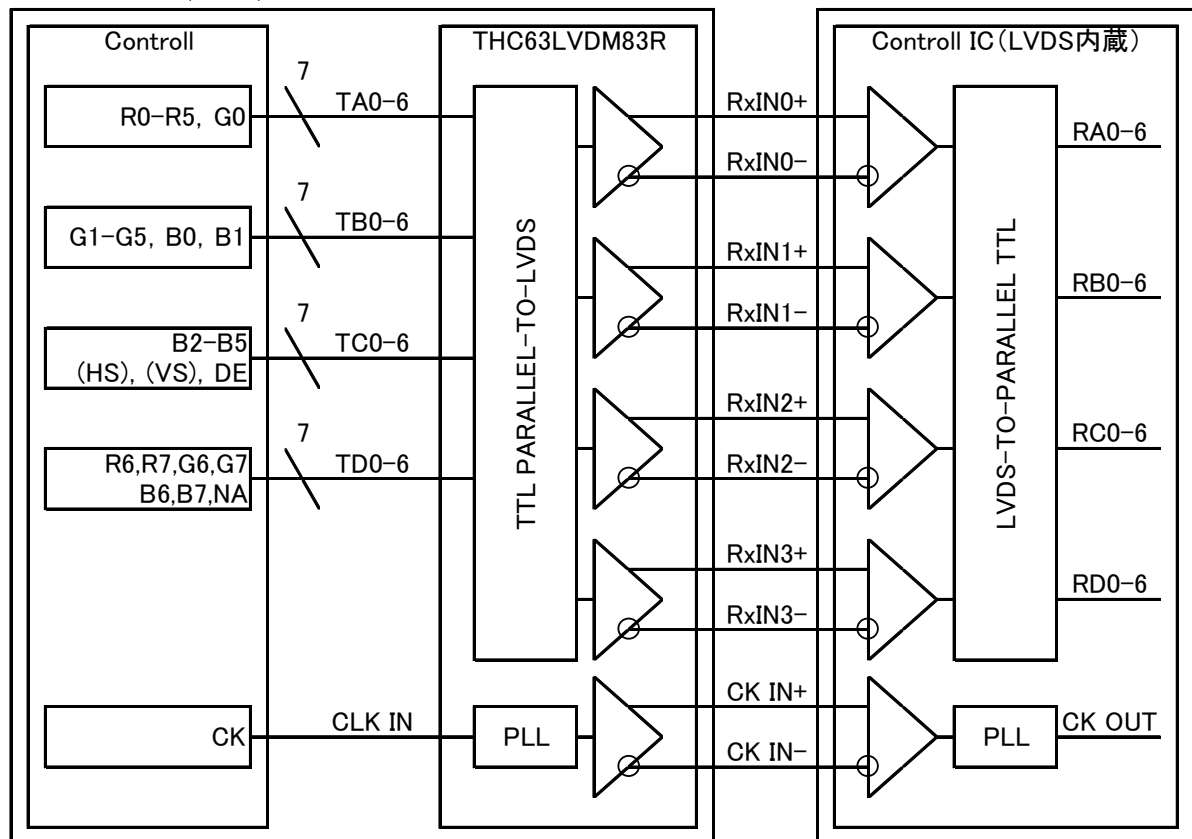 Controll
THC63LVDM83R
Controll IC(LVDS内蔵)
R0-R5, G0
7
TA0-6
G1-G5, B0, B1
7
TB0-6
B2-B5
(HS), (VS), DE
7
TC0-6
R6,R7,G6,G7
B6,B7,NA
7
TD0-6
CK
CLK IN
TTL PARALLEL-TO-LVDS
PLL
RxIN0+
RxIN0-
RxIN1+
RxIN1-
RxIN2+
RxIN2-
RxIN3+
RxIN3-
CK IN+
CK IN-
LVDS-TO-PARALLEL TTL
PLL
RA0-6
RB0-6
RC0-6
RD0-6
CK OUT